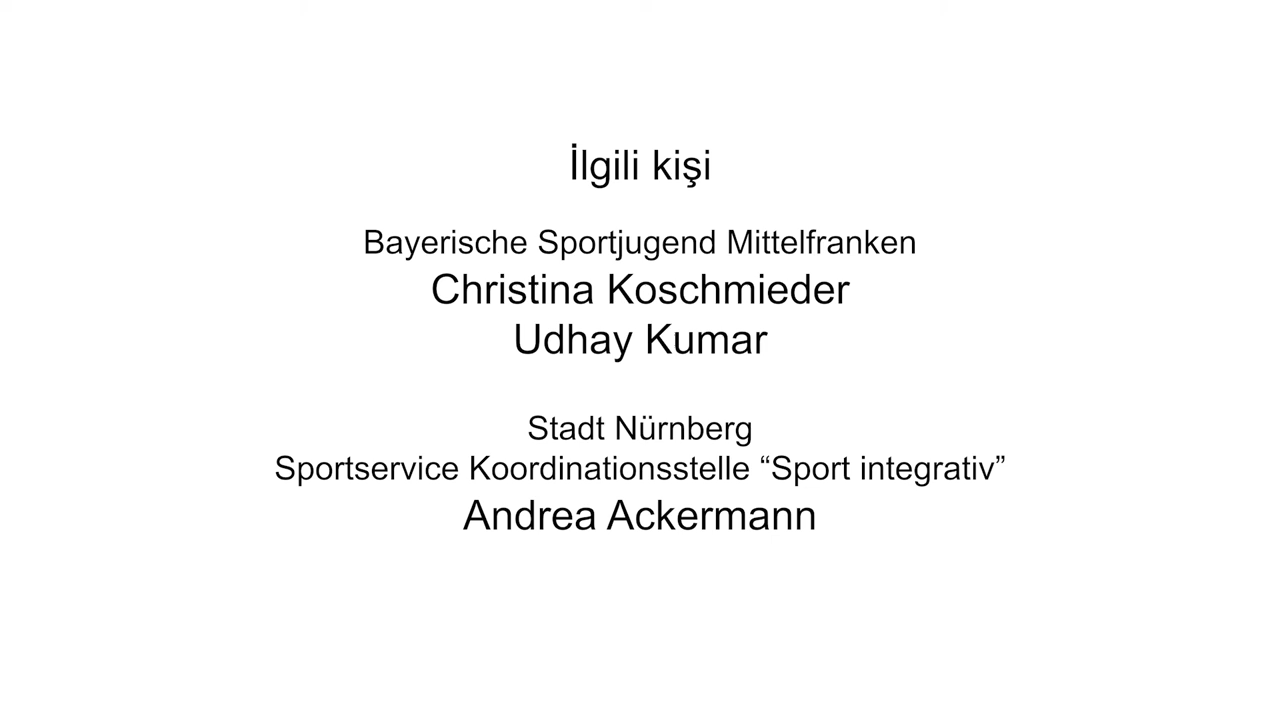 İlgili kişi
Bayerische Sportjugend Mittelfranken
Christina Koschmieder
Udhay Kumar
Stadt Nürnberg
Sportservice Koordinationsstelle “Sport integrativ”
Andrea Ackermann